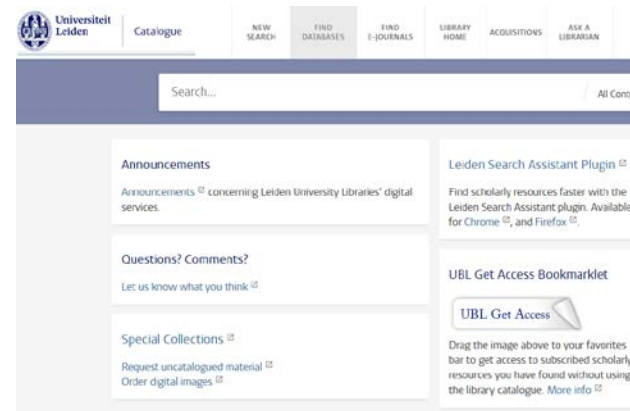 Universiteit
Leiden
Catalogue
NEW
SEARCH
FIND
DATABASES
FIND
E-JOURNALS
LIBRARY
HOME
ACQUISITIONS
ASK A
LIBRARIAN
Search...
All Cont
Announcements
Announcements concerning Leiden University Libraries' digital
services.
Questions? Comments?
Let us know what you think
Special Collections
Request uncatalogued material
Order digital images
Leiden Search Assistant Plugin
Find scholarly resources faster with the
Leiden Search Assistant plugin. Available
for Chrome, and Firefox.
UBL Get Access Bookmarklet
UBL Get Access
Drag the image above to your favorites
bar to get access to subscribed scholarly
resources you have found without using
the library catalogue. More info